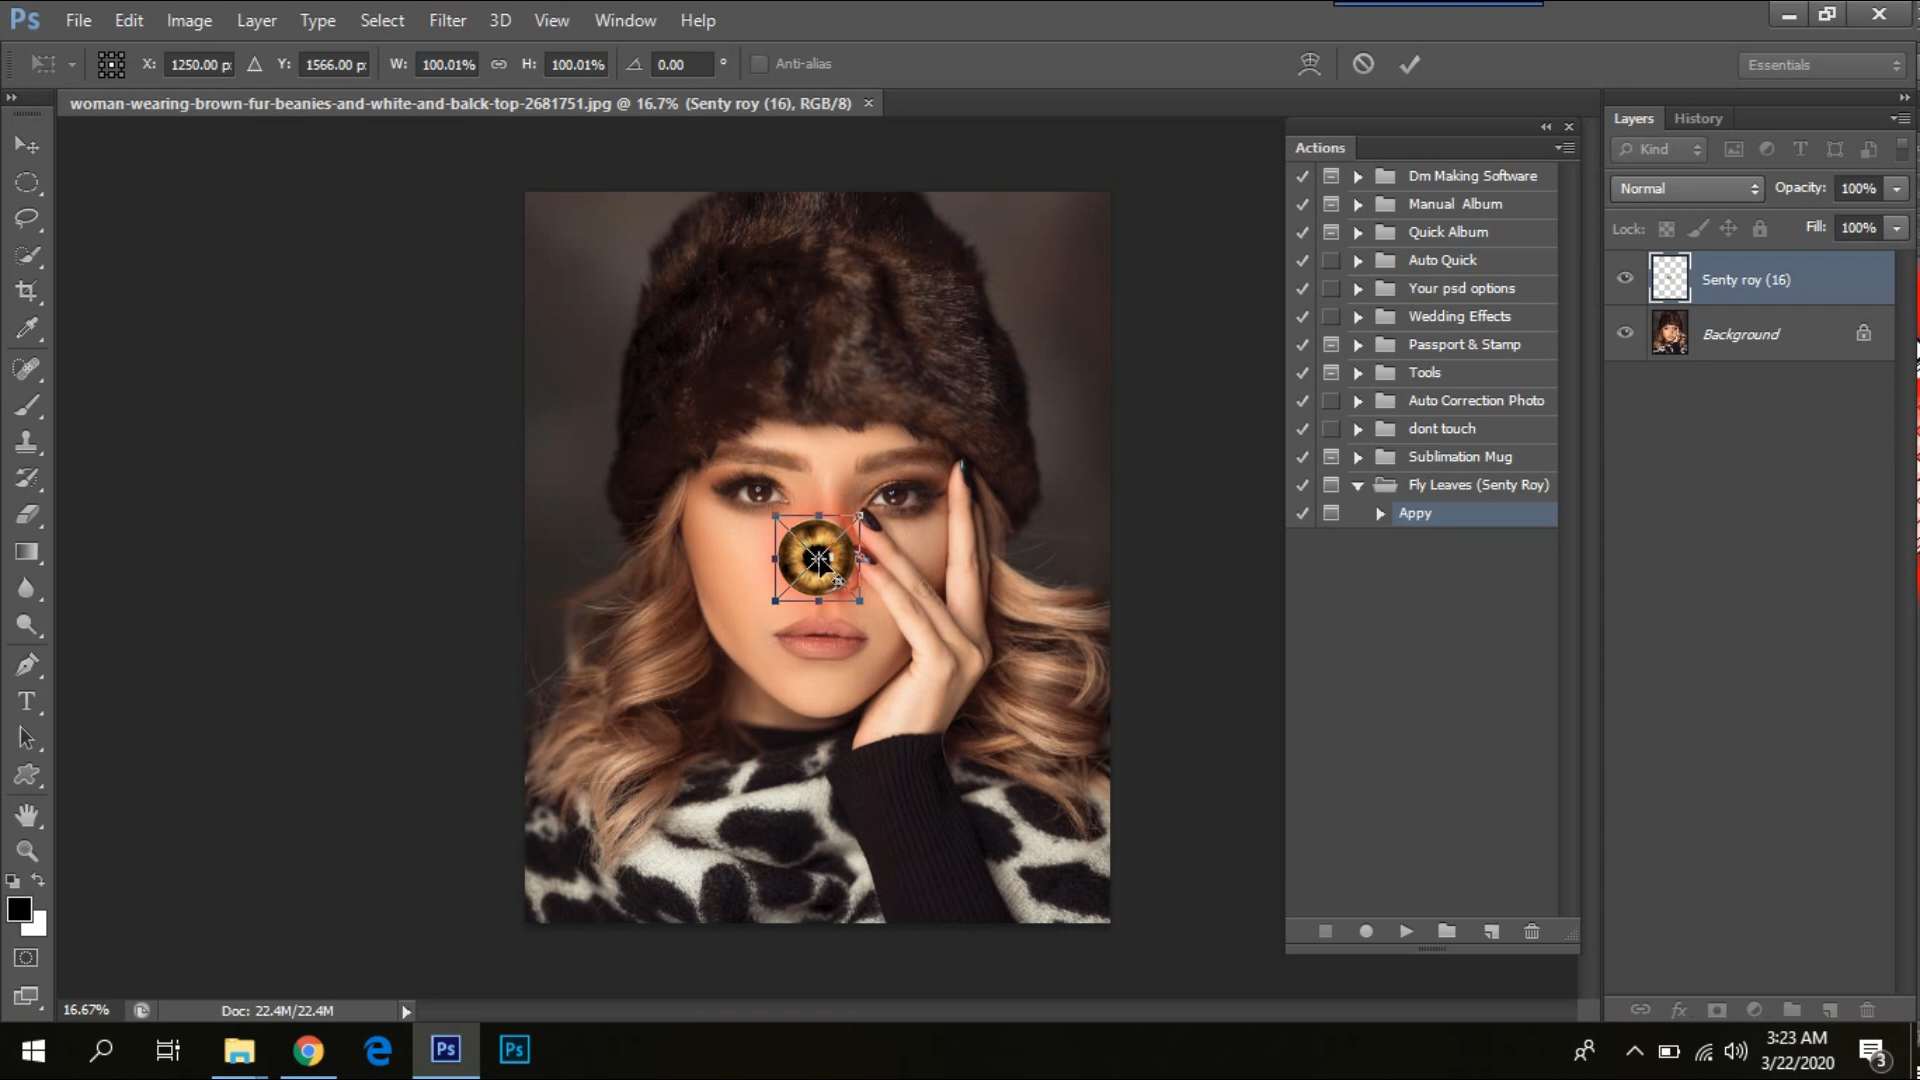 Ps File Edit Image Layer Type Select Filter 3D View Window Help
X: 1250.00 p: Y: 1566.00 p: W: 100.01% H: 100.01% 0.00 ° Anti-alias Essentials
woman-wearing-brown-fur-beanies-and-white-and-balck-top-2681751.jpg @ 16.7% (Senty roy (16), RGB/8) ×
Actions
Dm Making Software
Manual Album
Quick Album
Auto Quick
Your psd options
Wedding Effects
Passport & Stamp
Tools
Auto Correction Photo
dont touch
Sublimation Mug
Fly Leaves (Senty Roy)
Appy
Layers History
Kind
Normal Opacity: 100%
Lock: Fill: 100%
Senty roy (16)
Background
16.67% Doc: 22.4M/22.4M
Ps Ps
3:23 AM
3/22/2020
3